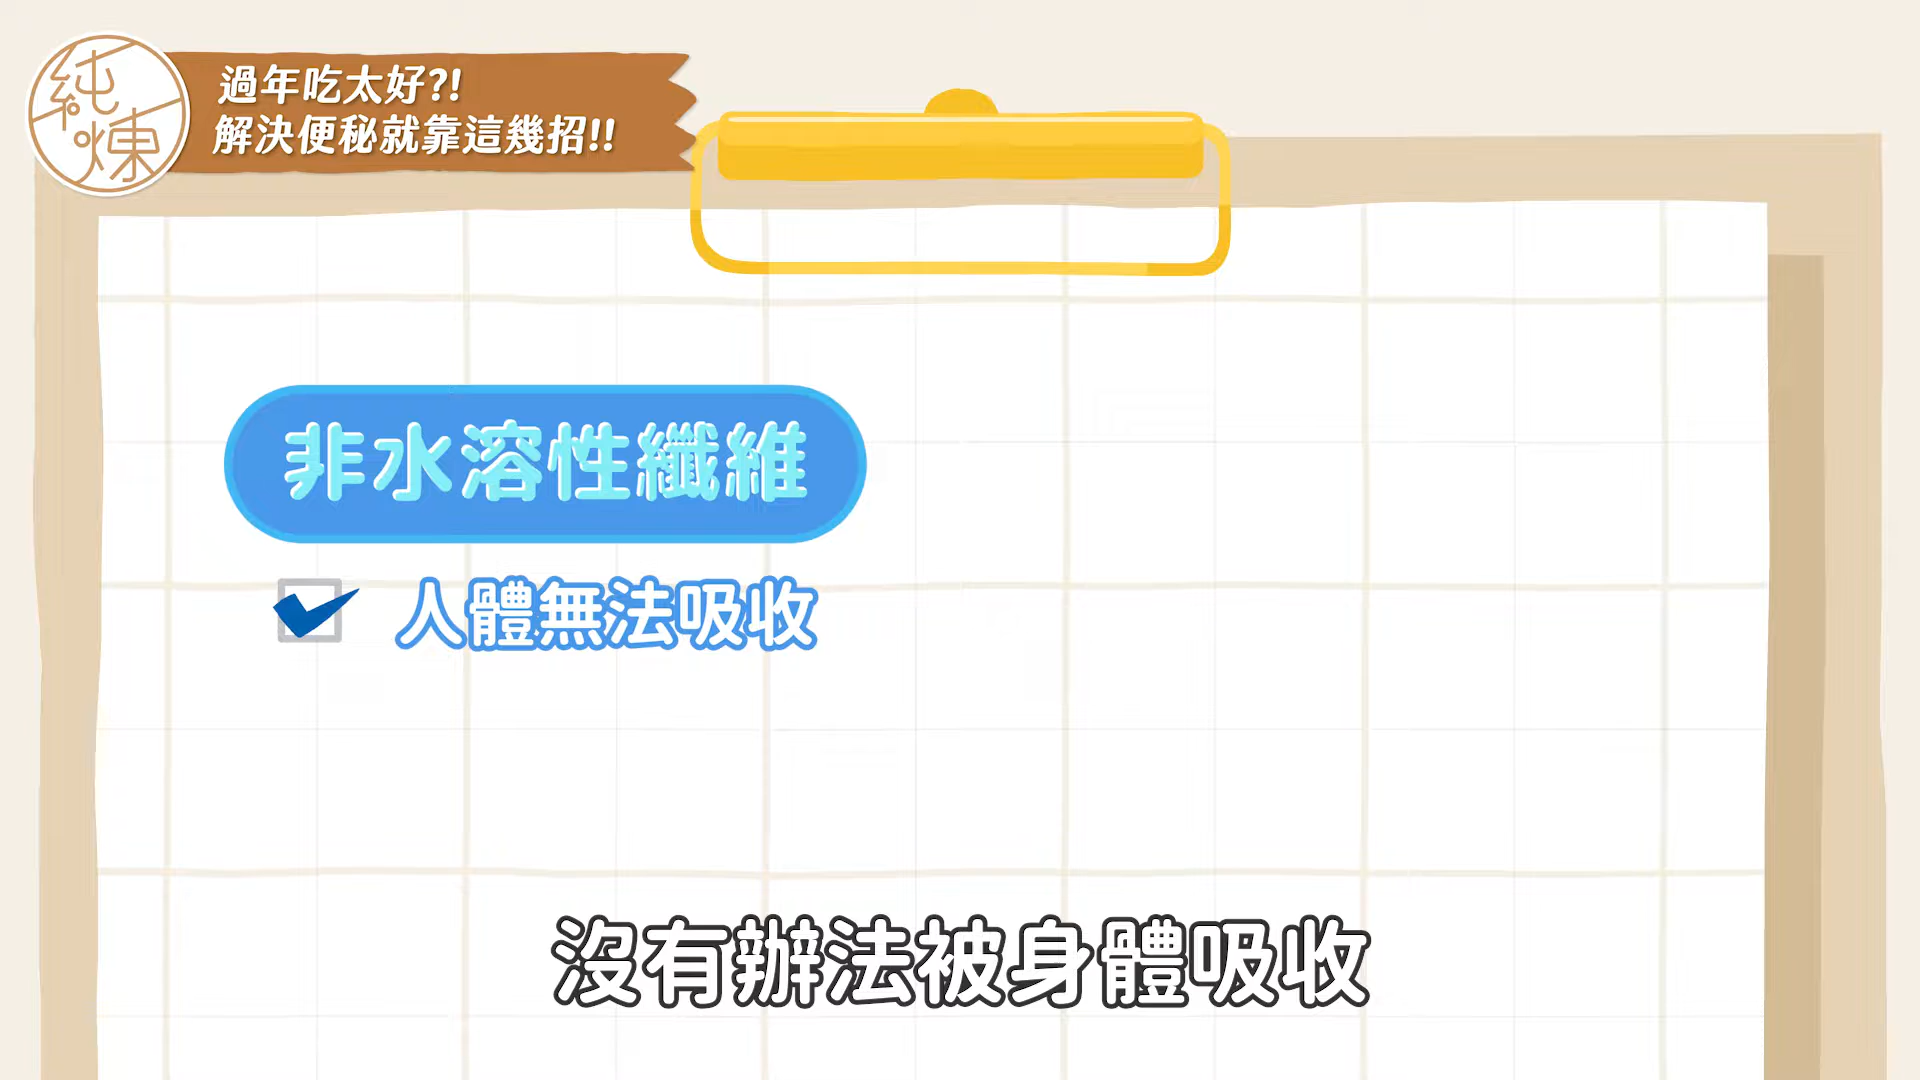 純煉
過年吃太好?!
解決便秘就靠這幾招!!
非水溶性纖維
人體無法吸收
沒有辦法被身體吸收